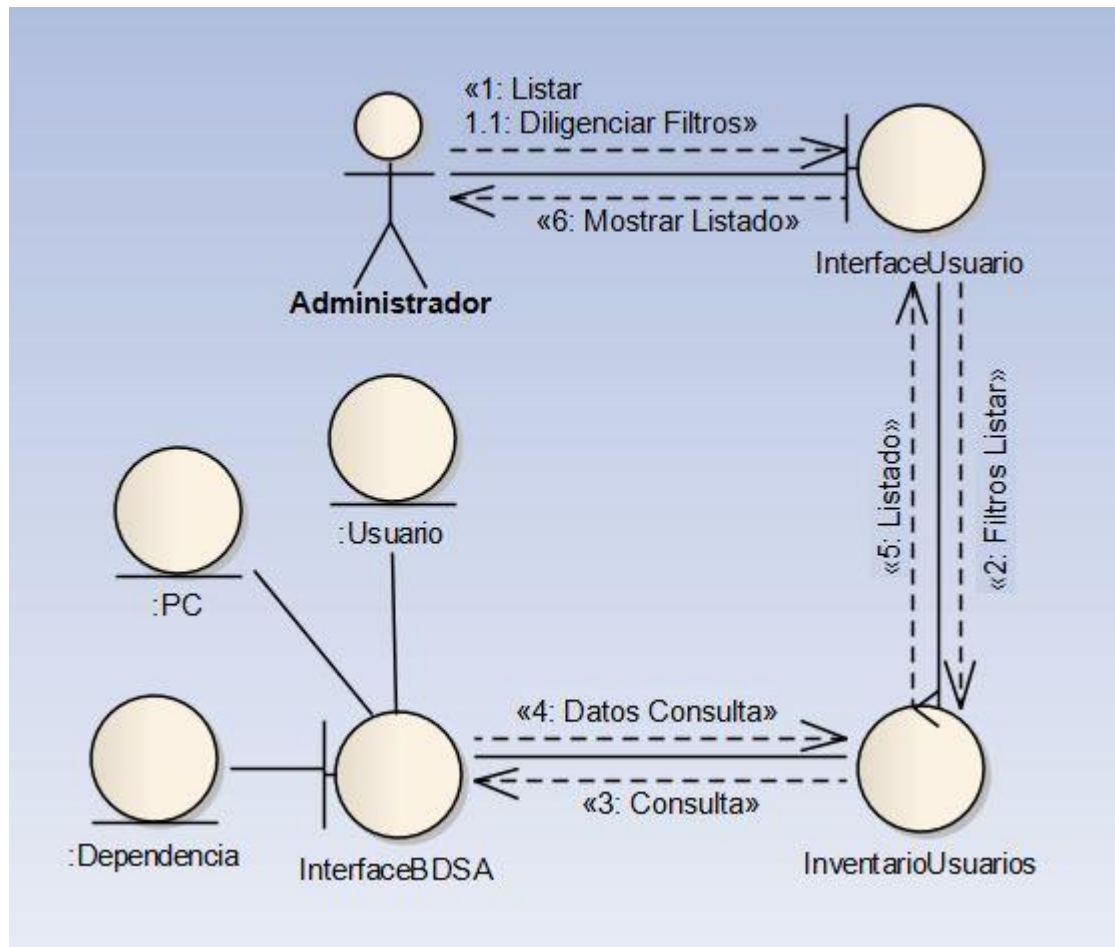 «1: Listar
1.1: Diligenciar Filtros»
«6: Mostrar Listado»
InterfaceUsuario
Administrador
:Usuario
:PC
«5: Listado»
«2: Filtros Listar»
«4: Datos Consulta»
«3: Consulta»
:Dependencia
InterfaceBDSA
InventarioUsuarios